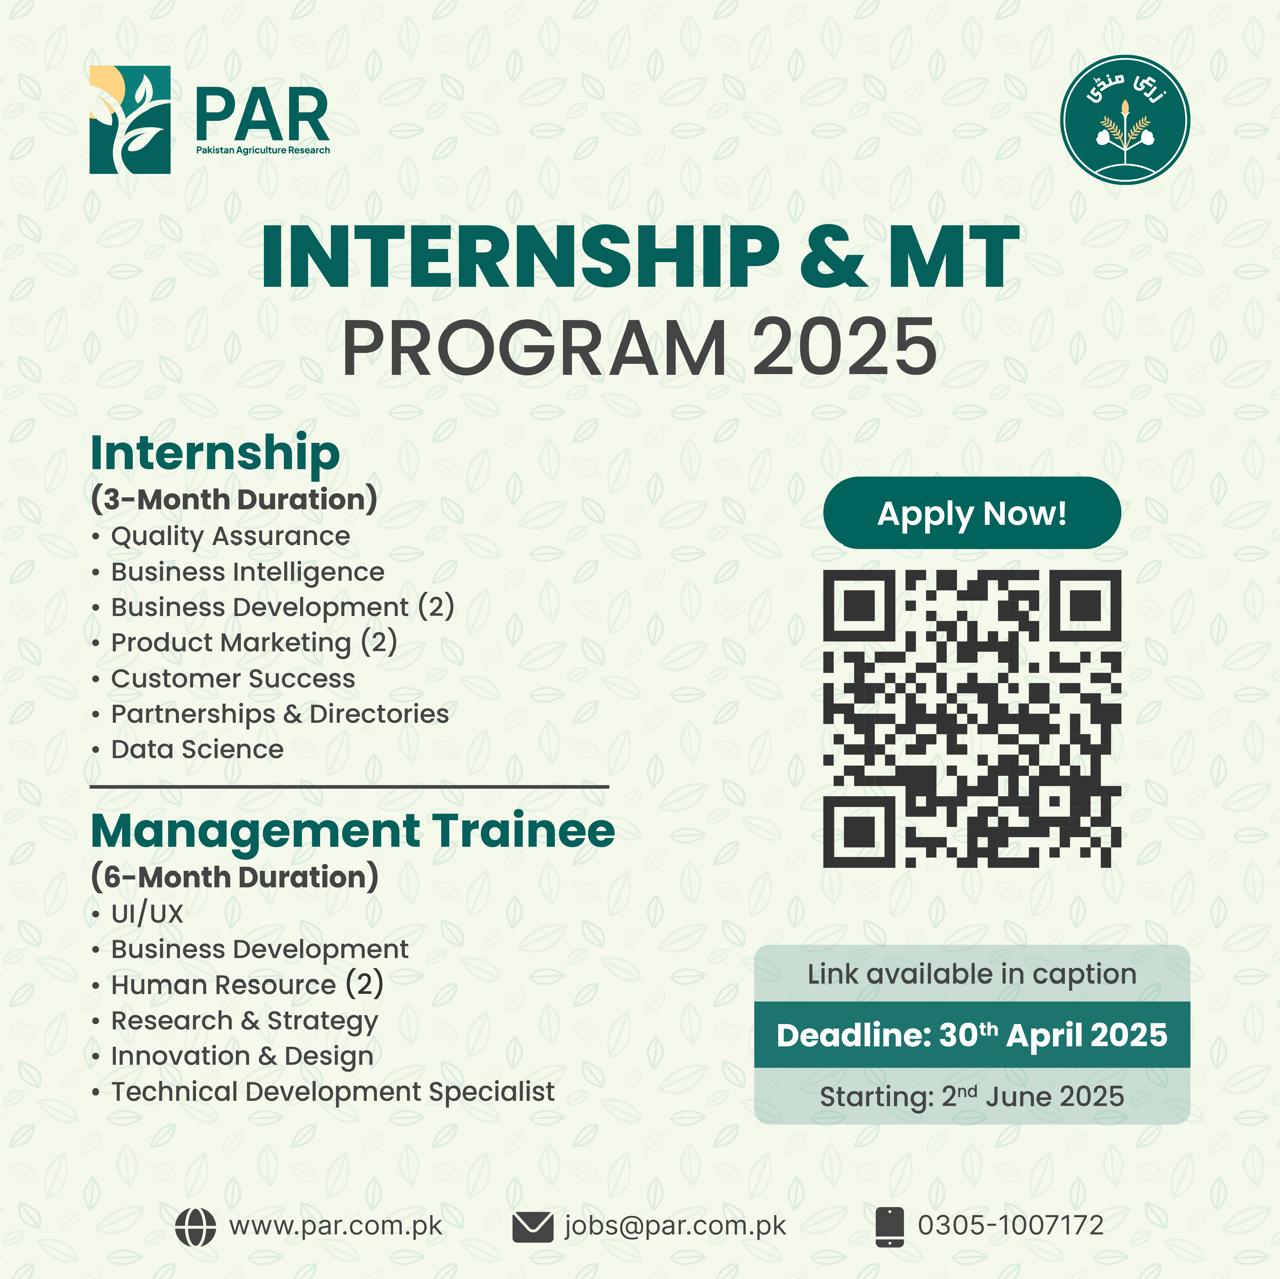 PAR
Pakistan Agriculture Research
زرعی منڈی
INTERNSHIP & MT
PROGRAM 2025
Internship
(3-Month Duration)
• Quality Assurance
• Business Intelligence
• Business Development (2)
• Product Marketing (2)
• Customer Success
• Partnerships & Directories
• Data Science
Management Trainee
(6-Month Duration)
• UI/UX
• Business Development
• Human Resource (2)
• Research & Strategy
• Innovation & Design
• Technical Development Specialist
Apply Now!
Link available in caption
Deadline: 30th April 2025
Starting: 2nd June 2025
www.par.com.pk
jobs@par.com.pk
0305-1007172